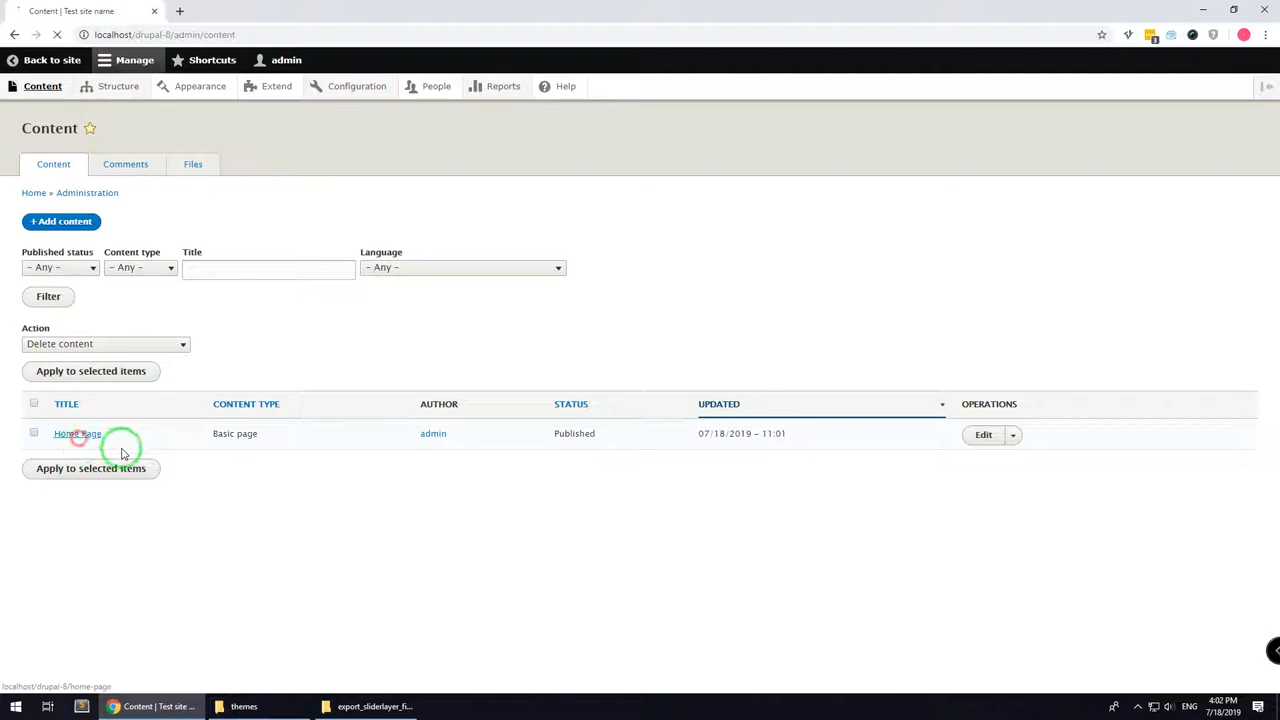 Content | Test site name
localhost/drupal-8/admin/content
3
Back to site Manage Shortcuts admin
Content Structure Appearance Extend Configuration People Reports Help
Content
Content Comments Files
Home » Administration
+ Add content
Published status Content type Title Language
- Any - - Any - - Any -
Filter
Action
Delete content
Apply to selected items
TITLE CONTENT TYPE AUTHOR STATUS UPDATED OPERATIONS
Home Page Basic page admin Published 07/18/2019 – 11:01 Edit
Apply to selected items
localhost/drupal-8/home-page
Content | Test site ... themes export_sliderlayer_fi... ENG 4:02 PM
7/18/2019